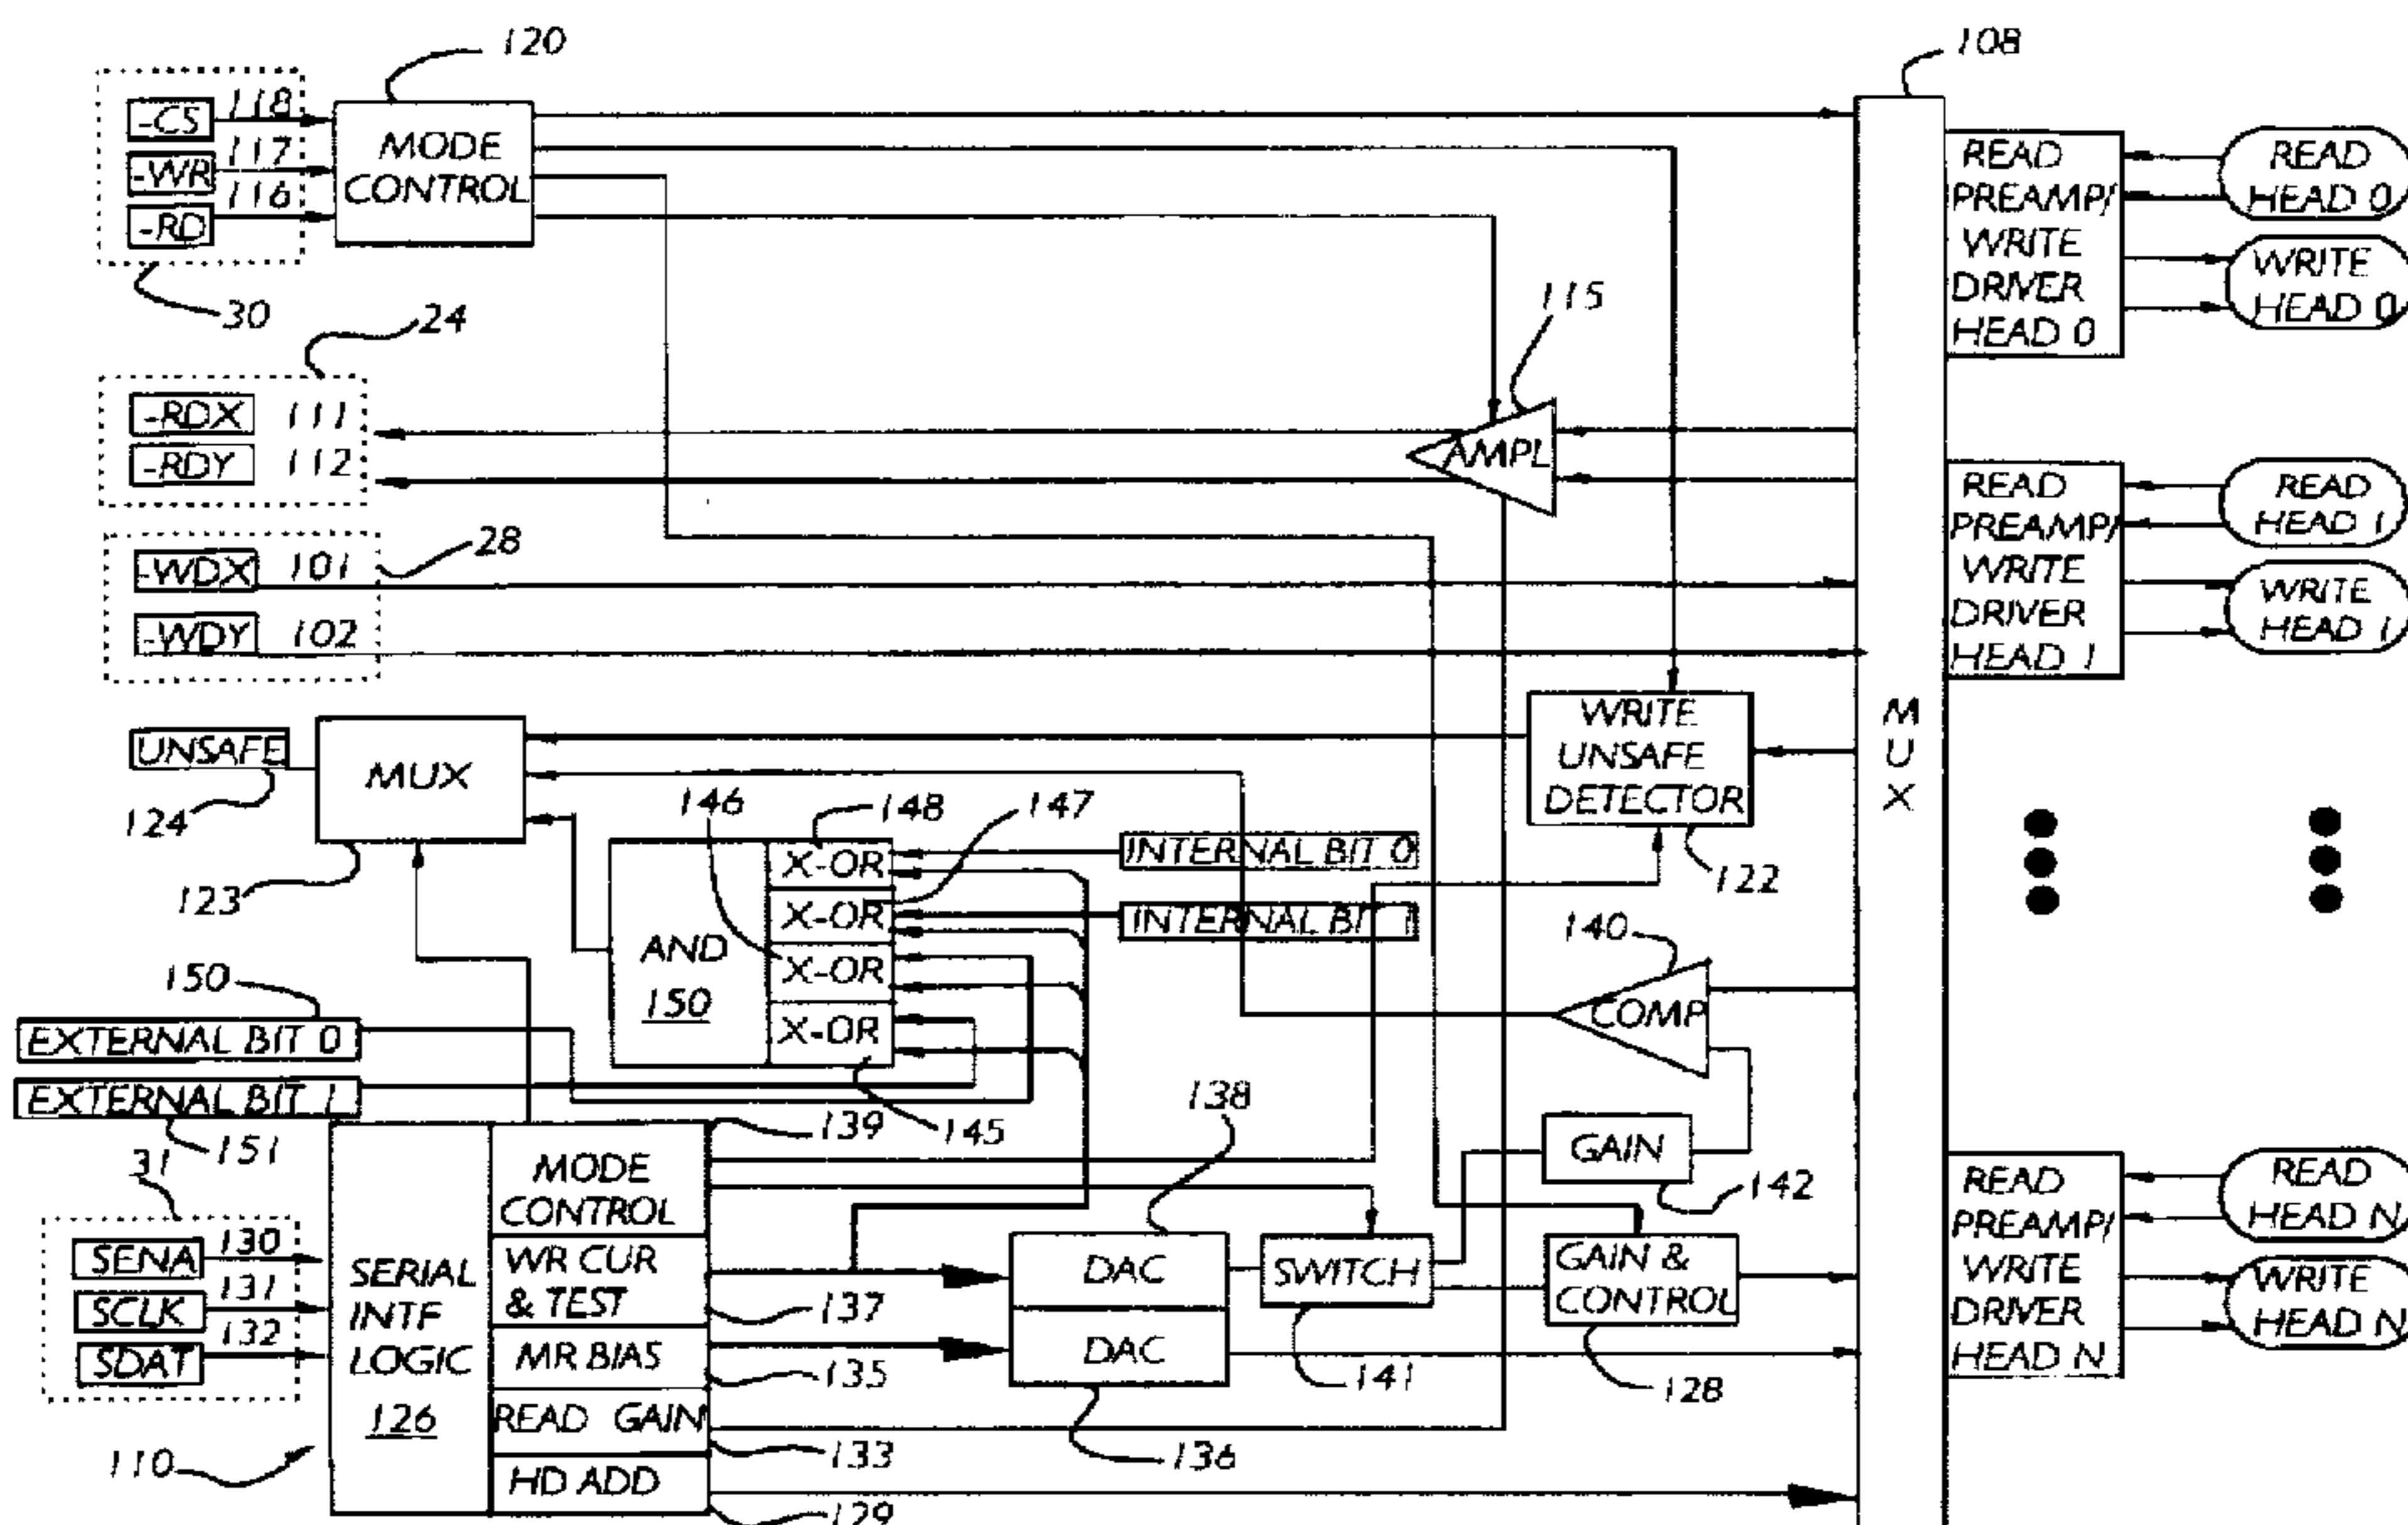 120
108
-CS 118
-WR 117
-RD 116
MODE
CONTROL
30
24
-RDX 111
-RDY 112
115
AMPL
-WDX 101
28
-WDY 102
UNSAFE
124
MUX
123
WRITE
UNSAFE
DETECTOR
122
M
U
X
146
148
147
X-OR
X-OR
X-OR
X-OR
AND
150
INTERNAL BIT 0
INTERNAL BIT 1
140
COMP
150
EXTERNAL BIT 0
EXTERNAL BIT 1
151
145
139
138
GAIN
142
31
SENA 130
SCLK 131
SDAT 132
SERIAL
INTF
LOGIC
126
110
MODE
CONTROL
WR CUR
& TEST
137
MR BIAS
135
READ GAIN
133
HD ADD
129
DAC
DAC
136
SWITCH
141
GAIN &
CONTROL
128
READ
PREAMP/
WRITE
DRIVER
HEAD 0
READ
HEAD 0
WRITE
HEAD 0
READ
PREAMP/
WRITE
DRIVER
HEAD 1
READ
HEAD 1
WRITE
HEAD 1
READ
PREAMP/
WRITE
DRIVER
HEAD N
READ
HEAD N
WRITE
HEAD N